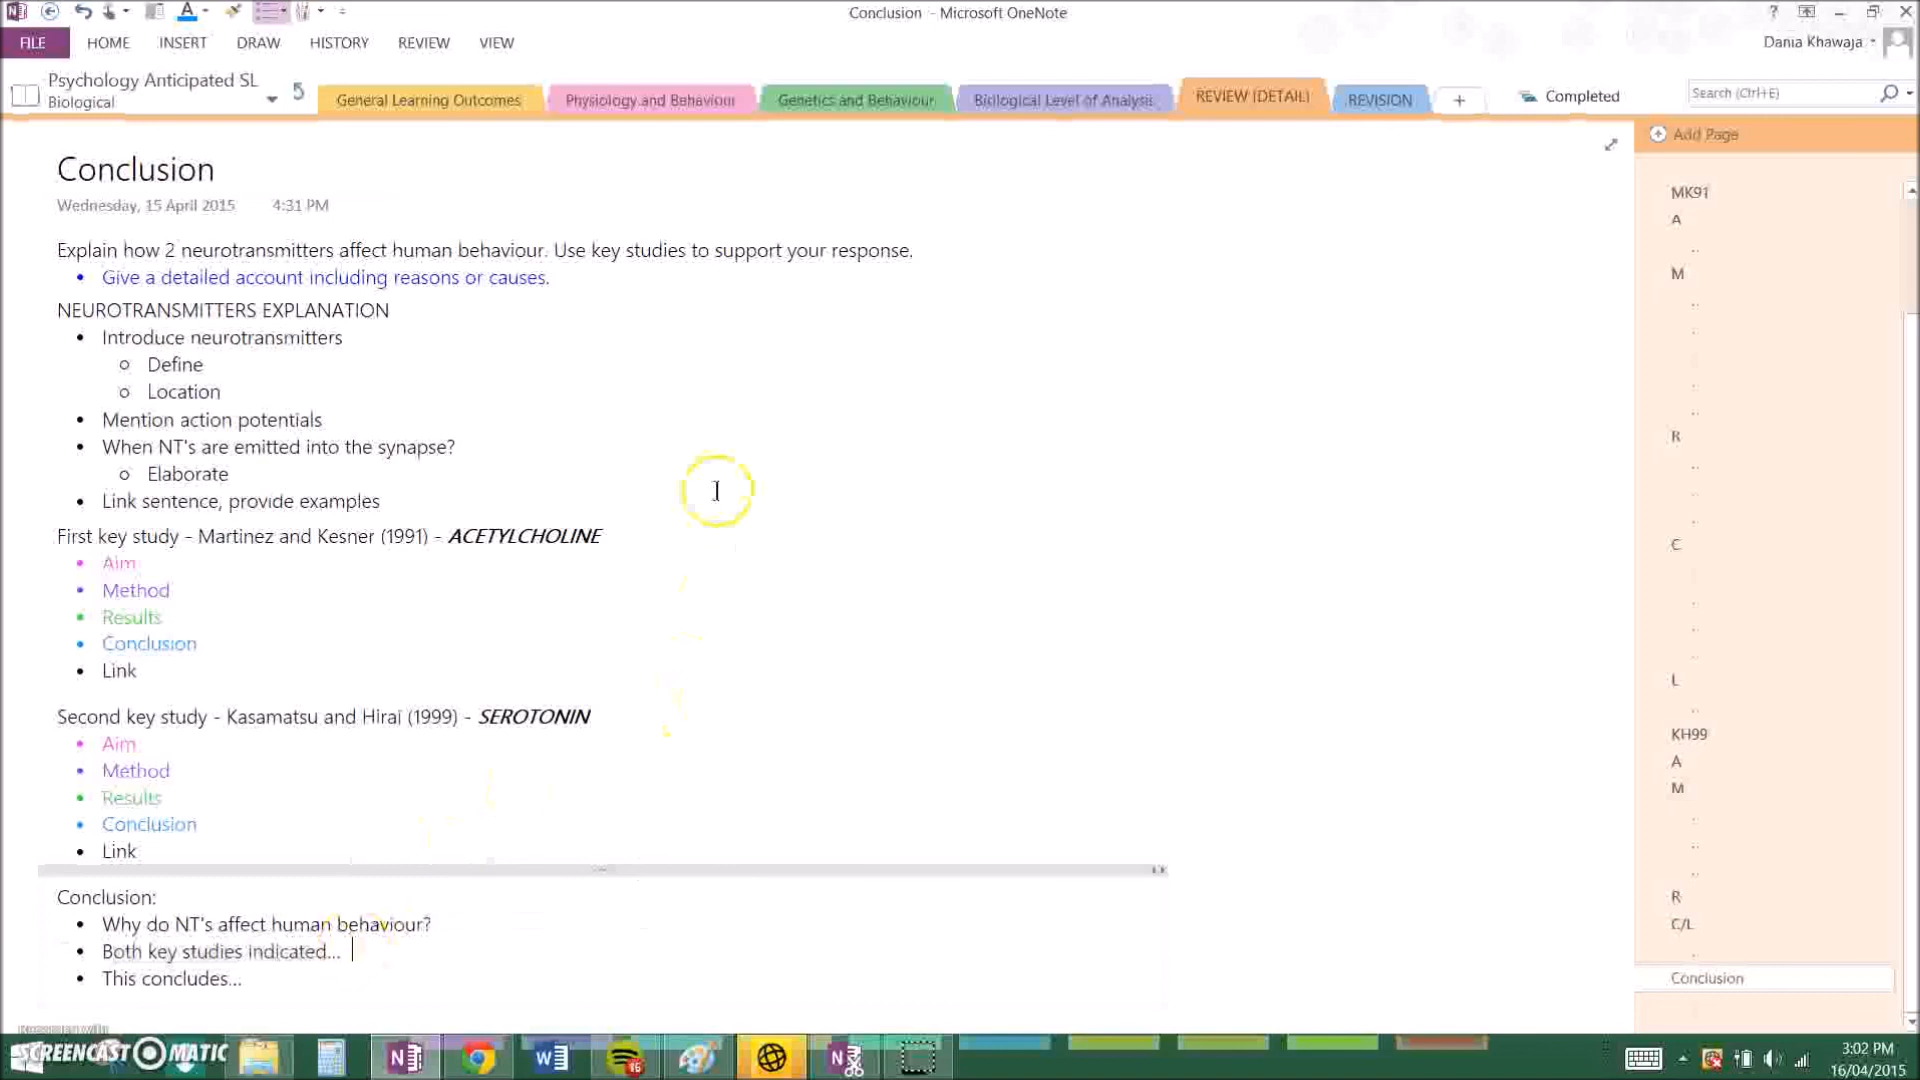 Conclusion - Microsoft OneNote
FILE HOME INSERT DRAW HISTORY REVIEW VIEW
Dania Khawaja
Psychology Anticipated SL
Biological
General Learning Outcomes
Physiology and Behaviour
Genetics and Behaviour
Biological Level of Analysis
REVIEW (DETAIL)
REVISION
Completed
Search (Ctrl+E)
Add Page
Conclusion
Wednesday, 15 April 2015 4:31 PM
Explain how 2 neurotransmitters affect human behaviour. Use key studies to support your response.
• Give a detailed account including reasons or causes.
NEUROTRANSMITTERS EXPLANATION
• Introduce neurotransmitters
○ Define
○ Location
• Mention action potentials
• When NT's are emitted into the synapse?
○ Elaborate
• Link sentence, provide examples
First key study - Martinez and Kesner (1991) - ACETYLCHOLINE
• Aim
• Method
• Results
• Conclusion
• Link
Second key study - Kasamatsu and Hirai (1999) - SEROTONIN
• Aim
• Method
• Results
• Conclusion
• Link
Conclusion:
• Why do NT's affect human behaviour?
• Both key studies indicated...
• This concludes...
MK91
A
..
M
..
..
..
R
..
..
C
..
..
L
..
KH99
A
M
..
..
..
R
C/L
..
Conclusion
SCREENCAST MATIC
3:02 PM
16/04/2015